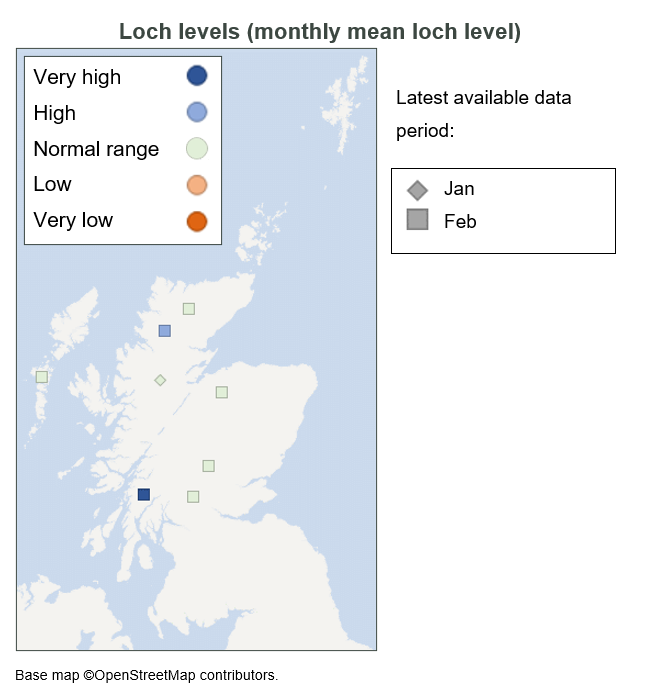 Loch levels (monthly mean loch level)
Very high
High
Normal range
Low
Very low
Latest available data
period:
Jan
Feb
Base map ©OpenStreetMap contributors.